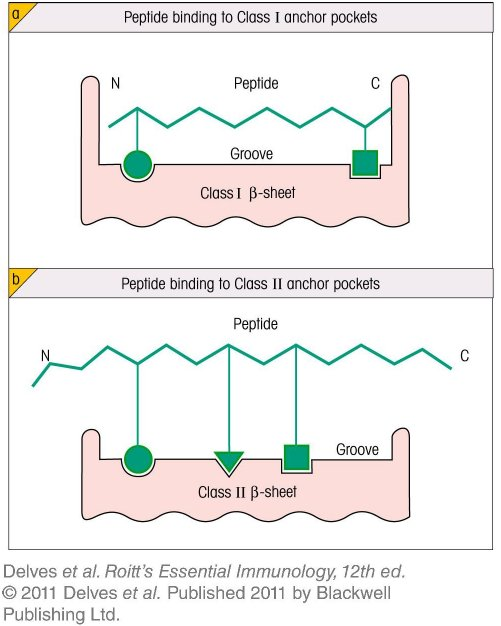 a
Peptide binding to Class I anchor pockets
N Peptide C
Groove
Class I β-sheet
b
Peptide binding to Class II anchor pockets
Peptide
N C
Groove
Class II β-sheet
Delves et al. Roitt's Essential Immunology, 12th ed.
© 2011 Delves et al. Published 2011 by Blackwell
Publishing Ltd.